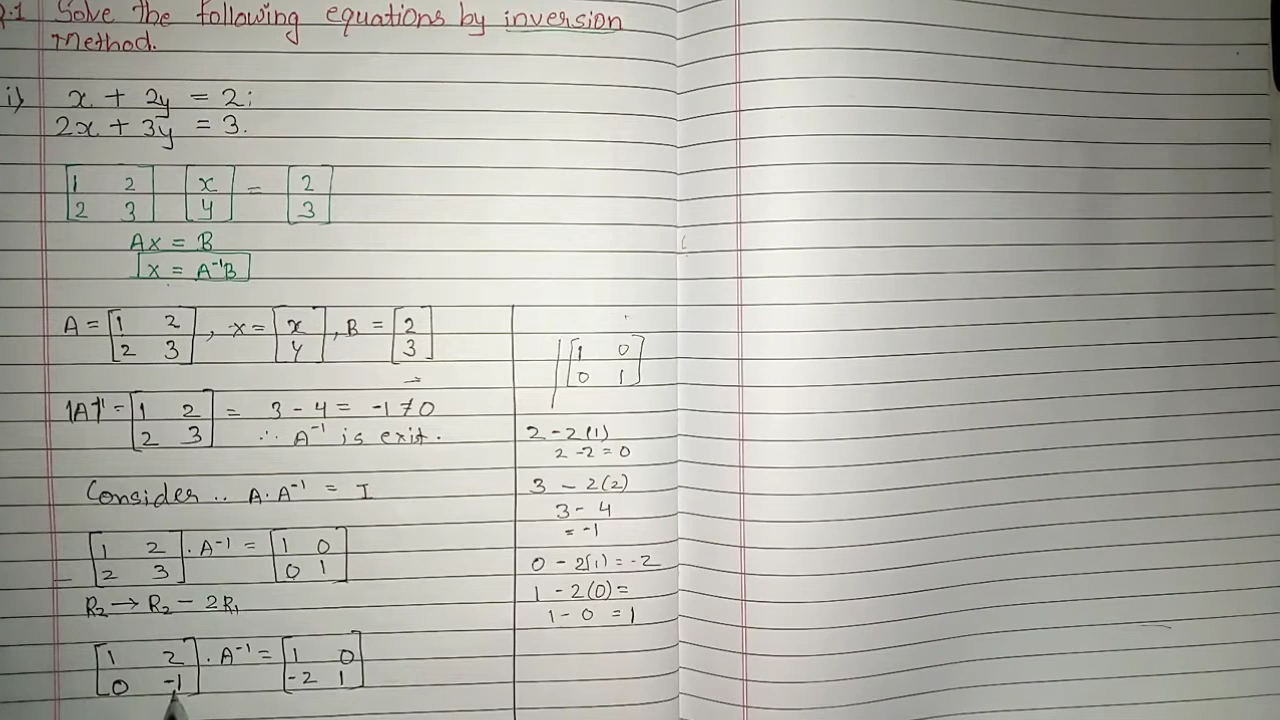 Q.1 Solve the following equations by inversion
Method.
i) x + 2y = 2;
2x + 3y = 3.
[1 2 [x = [2
2 3] y] 3]
Ax = B
x = A⁻¹B
A = [1 2 , x = [x , B = [2
2 3] y] 3]
|A| = [1 2 = 3 - 4 = -1 ≠ 0
2 3] ∴ A⁻¹ is exit.
Consider .. A.A⁻¹ = I
[1 2 . A⁻¹ = [1 0
2 3] 0 1]
R₂ → R₂ - 2R₁
[1 2 . A⁻¹ = [1 0
0 -1] -2 1]
[1 0
0 1]
2 - 2(1)
2 - 2 = 0
3 - 2(2)
3 - 4
= -1
0 - 2(1) = -2
1 - 2(0) =
1 - 0 = 1